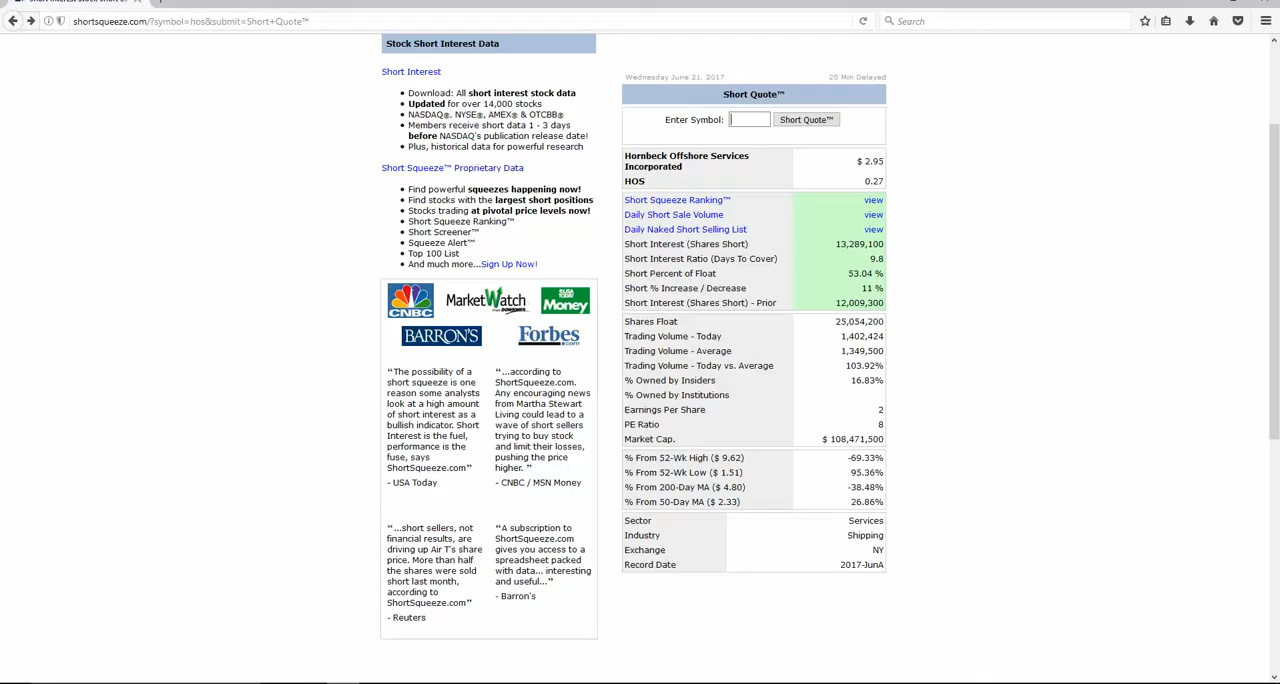 shortsqueeze.com/?symbol=hos&submit=Short+Quote™
Search
Stock Short Interest Data
Short Interest
• Download: All short interest stock data
• Updated for over 14,000 stocks
• NASDAQ®, NYSE®, AMEX® & OTCBB®
• Members receive short data 1 - 3 days
before NASDAQ's publication release date!
• Plus, historical data for powerful research
Short Squeeze™ Proprietary Data
• Find powerful squeezes happening now!
• Find stocks with the largest short positions
• Stocks trading at pivotal price levels now!
• Short Squeeze Ranking™
• Short Screener™
• Squeeze Alert™
• Top 100 List
• And much more...Sign Up Now!
CNBC
MarketWatch
USA TODAY
Money
BARRON'S
Forbes
.com
"The possibility of a
short squeeze is one
reason some analysts
look at a high amount
of short interest as a
bullish indicator. Short
Interest is the fuel,
performance is the
fuse, says
ShortSqueeze.com"
- USA Today
"...according to
ShortSqueeze.com.
Any encouraging news
from Martha Stewart
Living could lead to a
wave of short sellers
trying to buy stock
and limit their losses,
pushing the price
higher. "
- CNBC / MSN Money
"...short sellers, not
financial results, are
driving up Air T's share
price. More than half
the shares were sold
short last month,
according to
ShortSqueeze.com"
- Reuters
"A subscription to
ShortSqueeze.com
gives you access to a
spreadsheet packed
with data... interesting
and useful..."
- Barron's
Wednesday June 21, 2017 20 Min Delayed
Short Quote™
Enter Symbol: Short Quote™
Hornbeck Offshore Services
Incorporated $ 2.95
HOS 0.27
Short Squeeze Ranking™ view
Daily Short Sale Volume view
Daily Naked Short Selling List view
Short Interest (Shares Short) 13,289,100
Short Interest Ratio (Days To Cover) 9.8
Short Percent of Float 53.04 %
Short % Increase / Decrease 11 %
Short Interest (Shares Short) - Prior 12,009,300
Shares Float 25,054,200
Trading Volume - Today 1,402,424
Trading Volume - Average 1,349,500
Trading Volume - Today vs. Average 103.92%
% Owned by Insiders 16.83%
% Owned by Institutions
Earnings Per Share 2
PE Ratio 8
Market Cap. $ 108,471,500
% From 52-Wk High ($ 9.62) -69.33%
% From 52-Wk Low ($ 1.51) 95.36%
% From 200-Day MA ($ 4.80) -38.48%
% From 50-Day MA ($ 2.33) 26.86%
Sector Services
Industry Shipping
Exchange NY
Record Date 2017-JunA